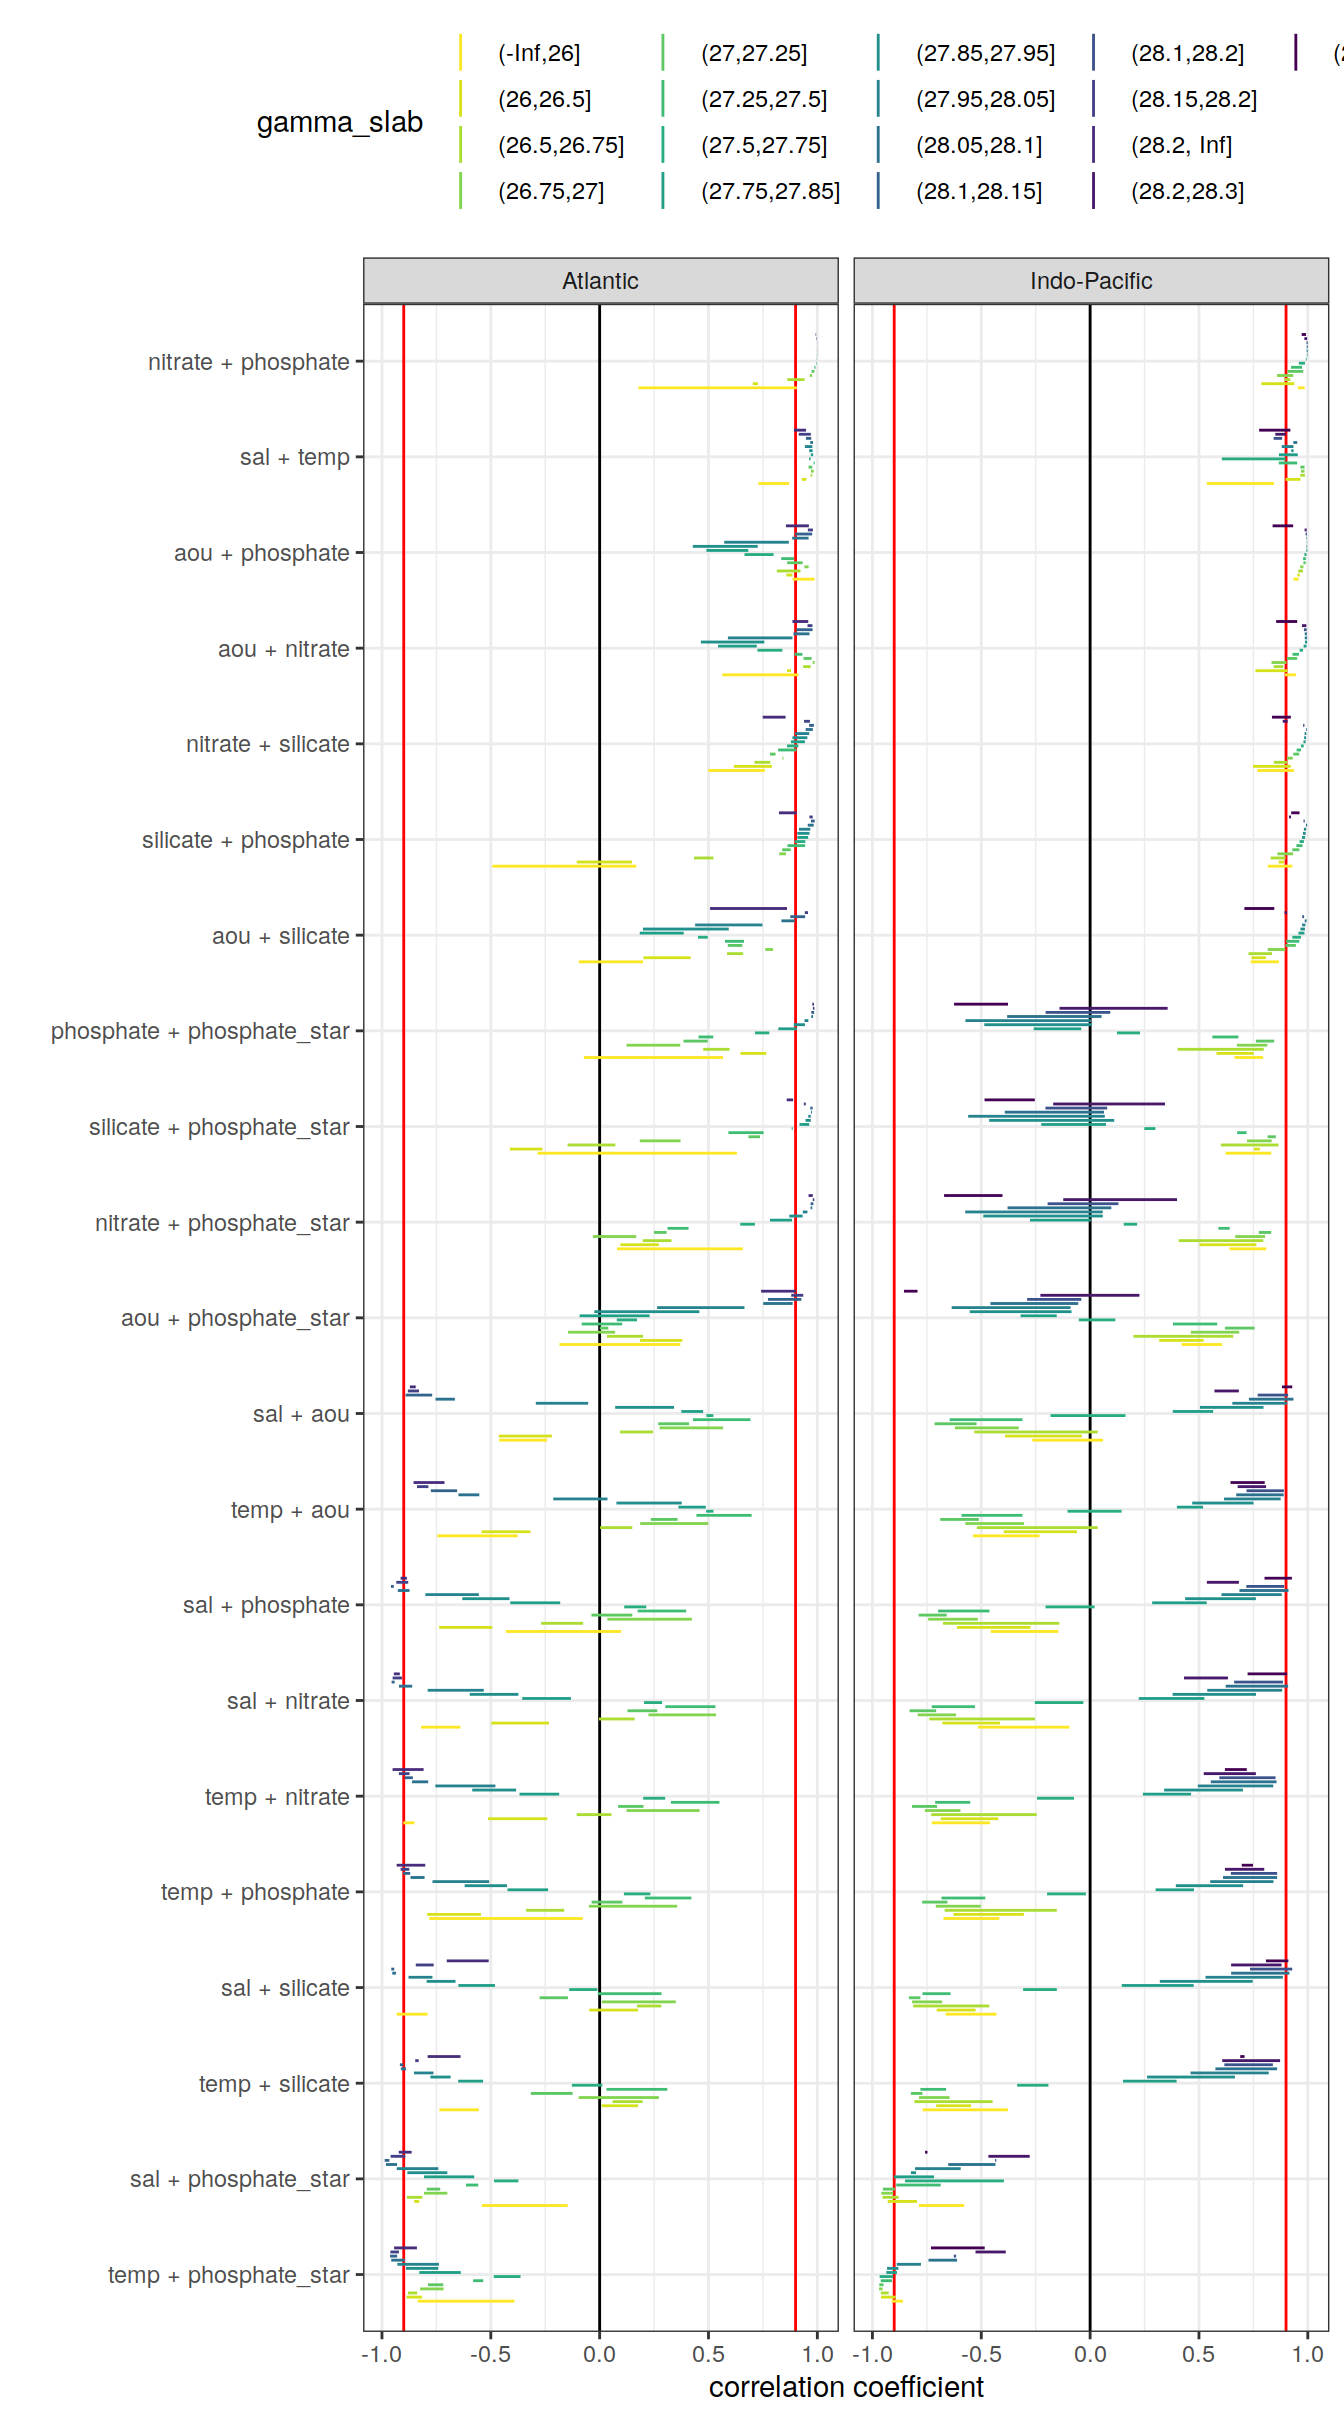 gamma_slab
(-Inf,26] (27,27.25] (27.85,27.95] (28.1,28.2]
(26,26.5] (27.25,27.5] (27.95,28.05] (28.15,28.2]
(26.5,26.75] (27.5,27.75] (28.05,28.1] (28.2, Inf]
(26.75,27] (27.75,27.85] (28.1,28.15] (28.2,28.3]
Atlantic Indo-Pacific
nitrate + phosphate
sal + temp
aou + phosphate
aou + nitrate
nitrate + silicate
silicate + phosphate
aou + silicate
phosphate + phosphate_star
silicate + phosphate_star
nitrate + phosphate_star
aou + phosphate_star
sal + aou
temp + aou
sal + phosphate
sal + nitrate
temp + nitrate
temp + phosphate
sal + silicate
temp + silicate
sal + phosphate_star
temp + phosphate_star
-1.0 -0.5 0.0 0.5 1.0 -1.0 -0.5 0.0 0.5 1.0
correlation coefficient